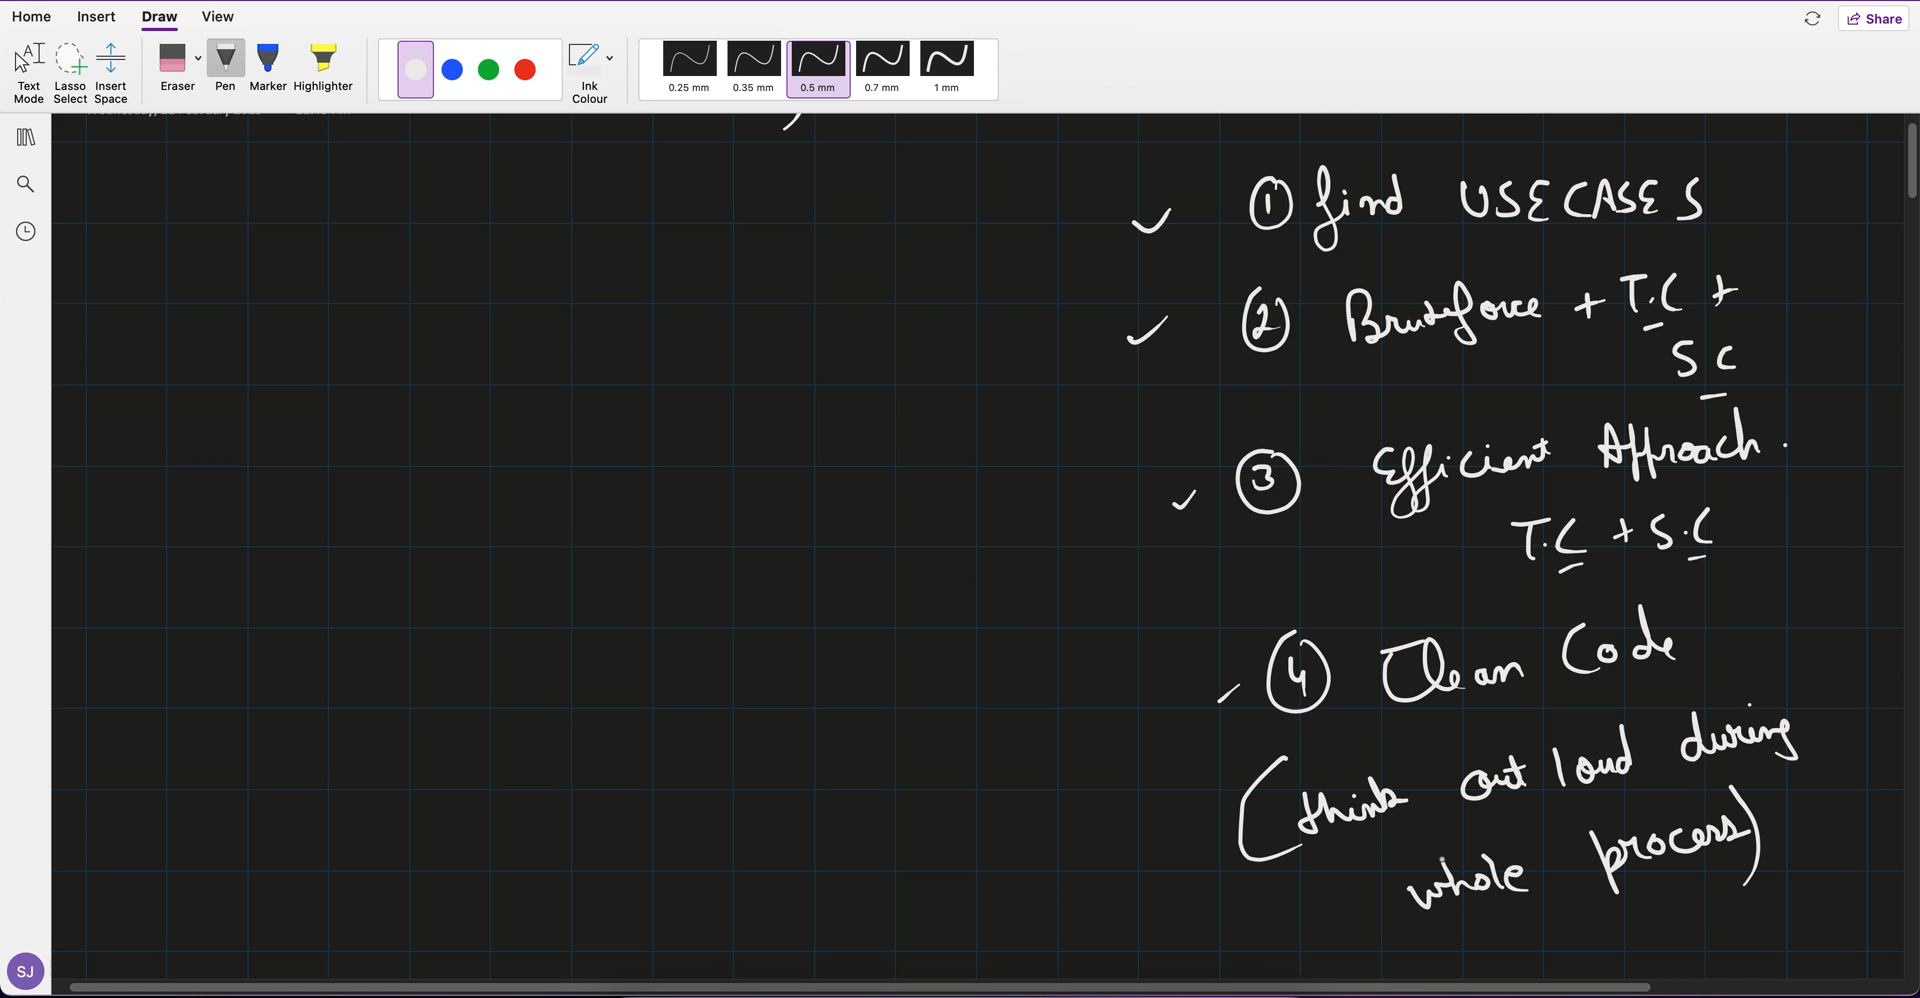 Home Insert Draw View
Share
Text Mode
Lasso Select
Insert Space
Eraser
Pen
Marker
Highlighter
Ink Colour
0.25 mm
0.35 mm
0.5 mm
0.7 mm
1 mm
① find USECASES
② Bruteforce + T.C +
SC
③ Efficient Approach.
T.C + S.C
④ Clean Code
(think out loud during
whole process)
SJ